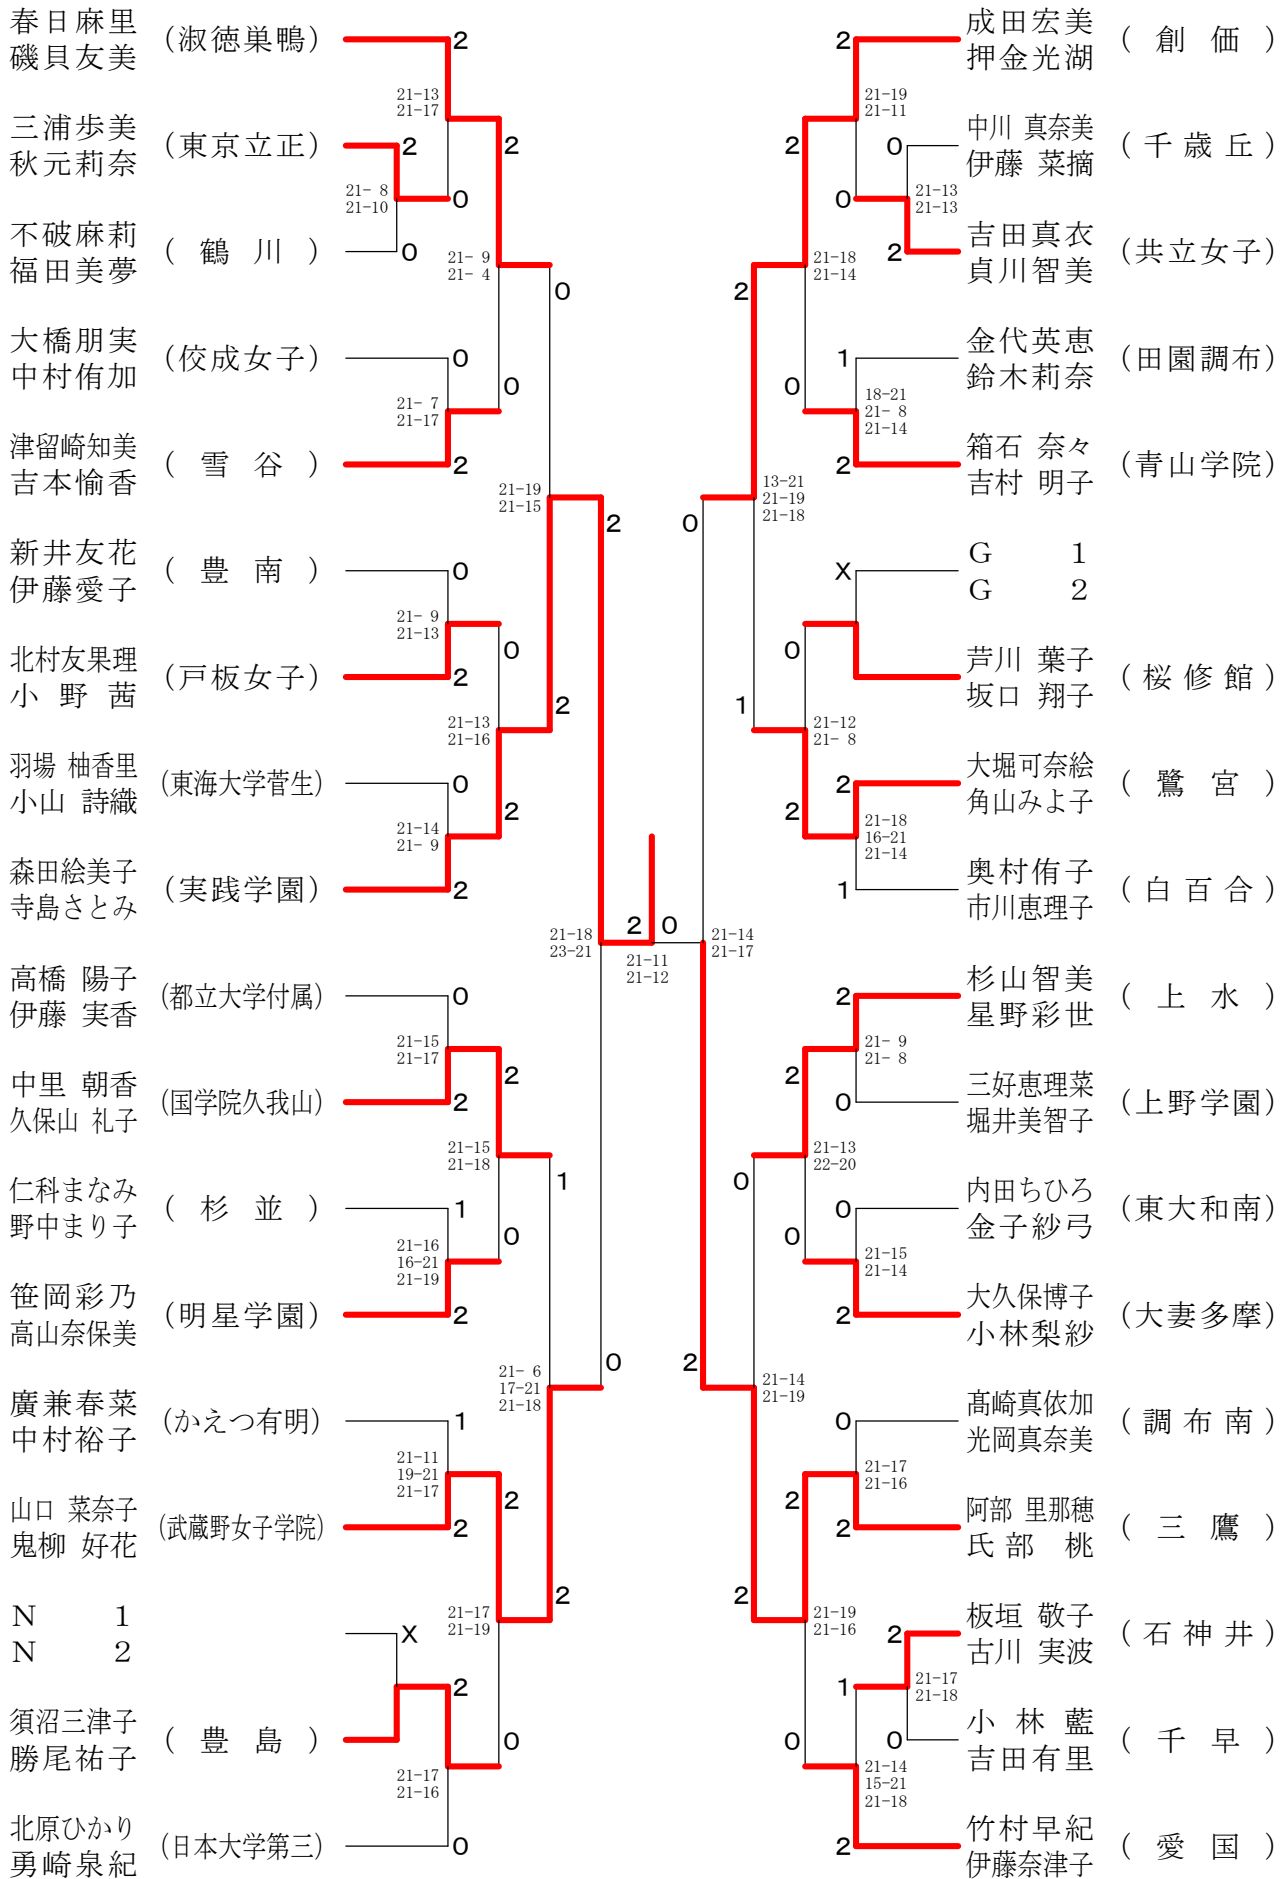 春日麻里
磯貝友美
(淑徳巣鴨)
2
21-13
21-17
三浦歩美
秋元莉奈
(東京立正)
2
2
21- 8
21-10
0
不破麻莉
福田美夢
( 鶴 川 )
0
21- 9
21- 4
0
大橋朋実
中村侑加
(佼成女子)
0
0
21- 7
21-17
津留崎知美
吉本愉香
( 雪 谷 )
2
21-19
21-15
2
新井友花
伊藤愛子
( 豊 南 )
0
21- 9
21-13
0
北村友果理
小野茜
(戸板女子)
2
2
21-13
21-16
羽場 柚香里
小山 詩織
(東海大学菅生)
0
2
21-14
21- 9
森田絵美子
寺島さとみ
(実践学園)
2
21-18
23-21
2
0
21-11
21-12
高橋 陽子
伊藤 実香
(都立大学付属)
0
21-15
21-17
2
中里 朝香
久保山 礼子
(国学院久我山)
2
21-15
21-18
1
仁科まなみ
野中まり子
( 杉 並 )
1
0
21-16
16-21
21-19
笹岡彩乃
高山奈保美
(明星学園)
2
21- 6
17-21
21-18
0
廣兼春菜
中村裕子
(かえつ有明)
1
21-11
19-21
21-17
2
山口 菜奈子
鬼柳 好花
(武蔵野女子学院)
2
2
21-17
21-19
N 1
N 2
X
2
須沼三津子
勝尾祐子
( 豊 島 )
0
21-17
21-16
北原ひかり
勇崎泉紀
(日本大学第三)
0
2
成田宏美
押金光湖
( 創 価 )
21-19
21-11
2
0
中川 真奈美
伊藤 菜摘
(千歳丘)
0
21-13
21-13
2
吉田真衣
貞川智美
(共立女子)
21-18
21-14
2
1
金代英恵
鈴木莉奈
(田園調布)
0
18-21
21- 8
21-14
2
箱石 奈々
吉村 明子
(青山学院)
13-21
21-19
21-18
0
X
G 1
G 2
0
芦川 葉子
坂口 翔子
(桜修館)
1
21-12
21- 8
2
大堀可奈絵
角山みよ子
( 鷺 宮 )
21-18
16-21
21-14
1
奥村侑子
市川恵理子
(白百合)
21-14
21-17
2
杉山智美
星野彩世
( 上 水 )
21- 9
21- 8
2
0
三好恵理菜
堀井美智子
(上野学園)
21-13
22-20
0
0
内田ちひろ
金子紗弓
(東大和南)
0
21-15
21-14
2
大久保博子
小林梨紗
(大妻多摩)
2
21-14
21-19
0
髙崎真依加
光岡真奈美
(調布南)
21-17
21-16
2
2
阿部 里那穂
氏部 桃
( 三 鷹 )
2
21-19
21-16
2
板垣 敬子
古川 実波
(石神井)
21-17
21-18
1
0
小林藍
吉田有里
( 千 早 )
0
21-14
15-21
21-18
2
竹村早紀
伊藤奈津子
( 愛 国 )